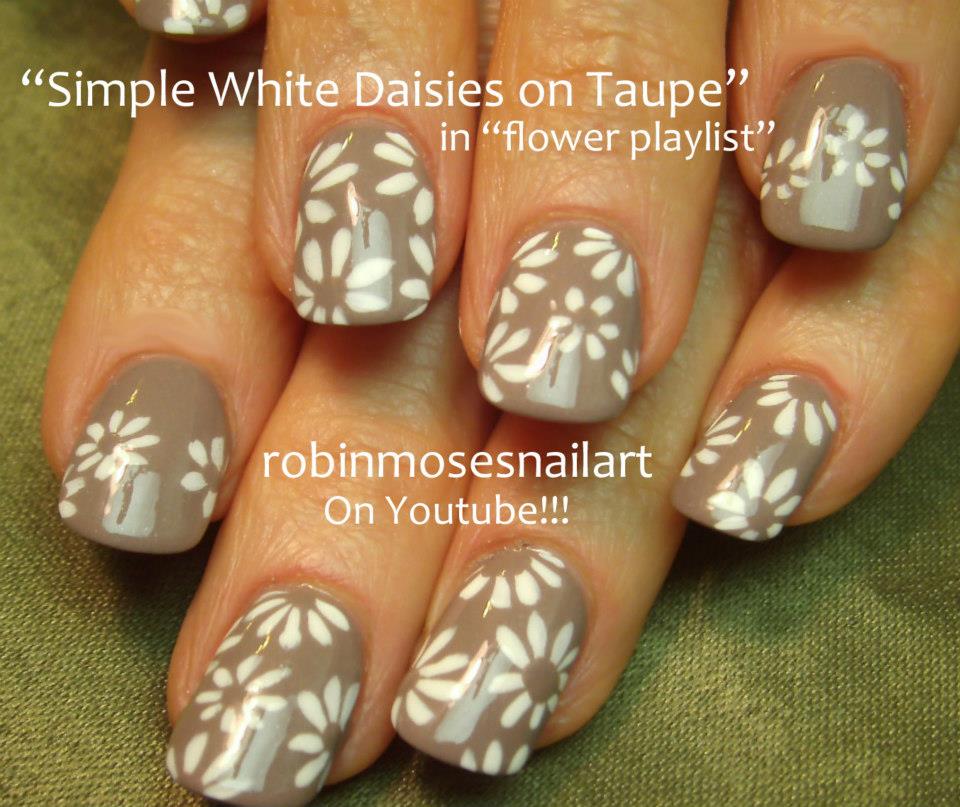 “Simple White Daisies on Taupe”
in “flower playlist”
robinmosesnailart
On Youtube!!!